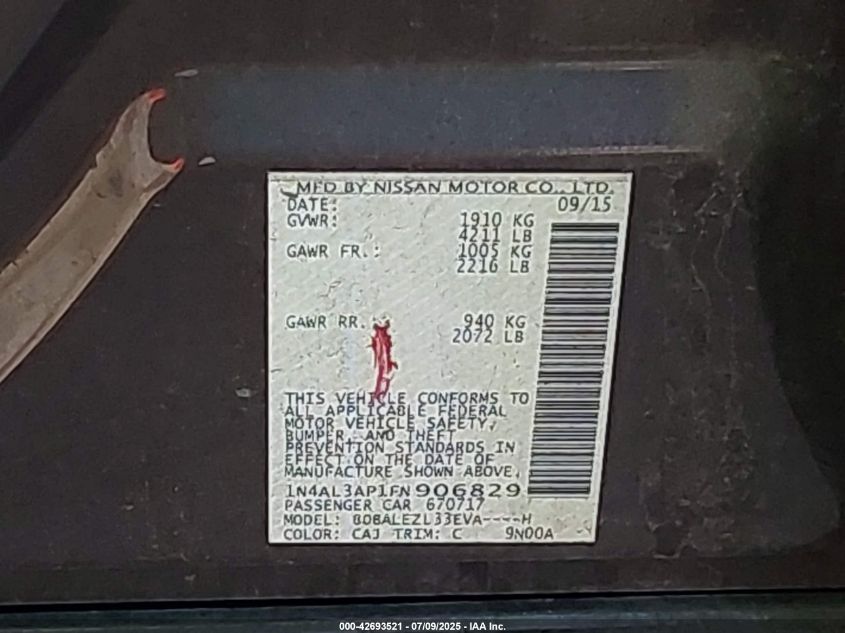 MFD BY NISSAN MOTOR CO., LTD.
DATE: 09/15
GVWR: 1910 KG
4211 LB
GAWR FR.: 1005 KG
2216 LB
GAWR RR. 940 KG
2072 LB
THIS VEHICLE CONFORMS TO
ALL APPLICABLE FEDERAL
MOTOR VEHICLE SAFETY,
BUMPER, AND THEFT
PREVENTION STANDARDS IN
EFFECT ON THE DATE OF
MANUFACTURE SHOWN ABOVE.
1N4AL3AP1FN906829
PASSENGER CAR 670717
MODEL: BDBALEZL33EVA----H
COLOR: CAJ TRIM: C 9N00A
000-42693521 - 07/09/2025 - IAA Inc.